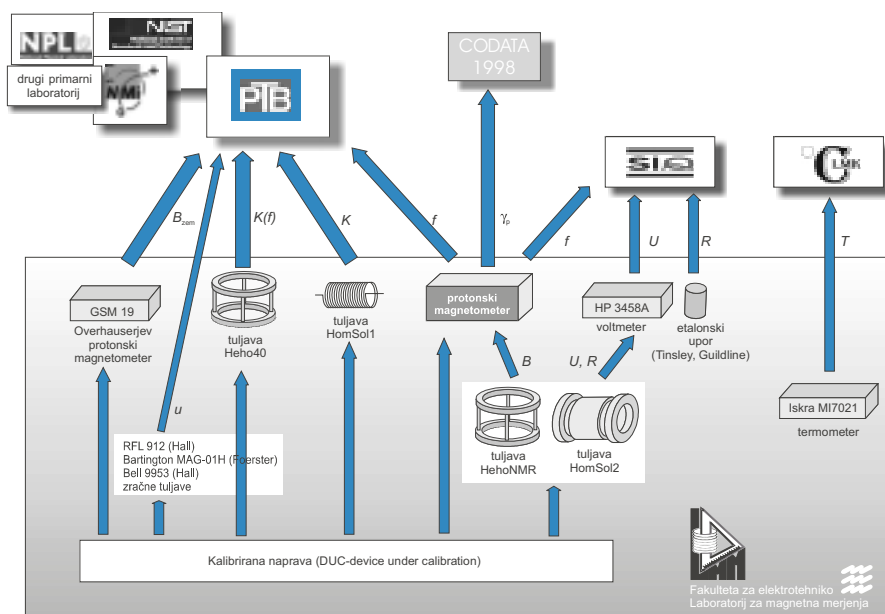 NPL
NIST
CODATA
1998
drugi primarni
laboratorij
NMi
PTB
SIQ
LMK
B zem
K(f)
K
f
γp
f
U
R
T
GSM 19
Overhauserjev
protonski
magnetometer
tuljava
Heho40
tuljava
HomSol1
protonski
magnetometer
HP 3458A
voltmeter
etalonski
upor
(Tinsley, Guildline)
B
U, R
u
Iskra MI7021
termometer
RFL 912 (Hall)
Bartington MAG-01H (Foerster)
Bell 9953 (Hall)
zračne tuljave
tuljava
HehoNMR
tuljava
HomSol2
Kalibrirana naprava (DUC-device under calibration)
Fakulteta za elektrotehniko
Laboratorij za magnetna merjenja